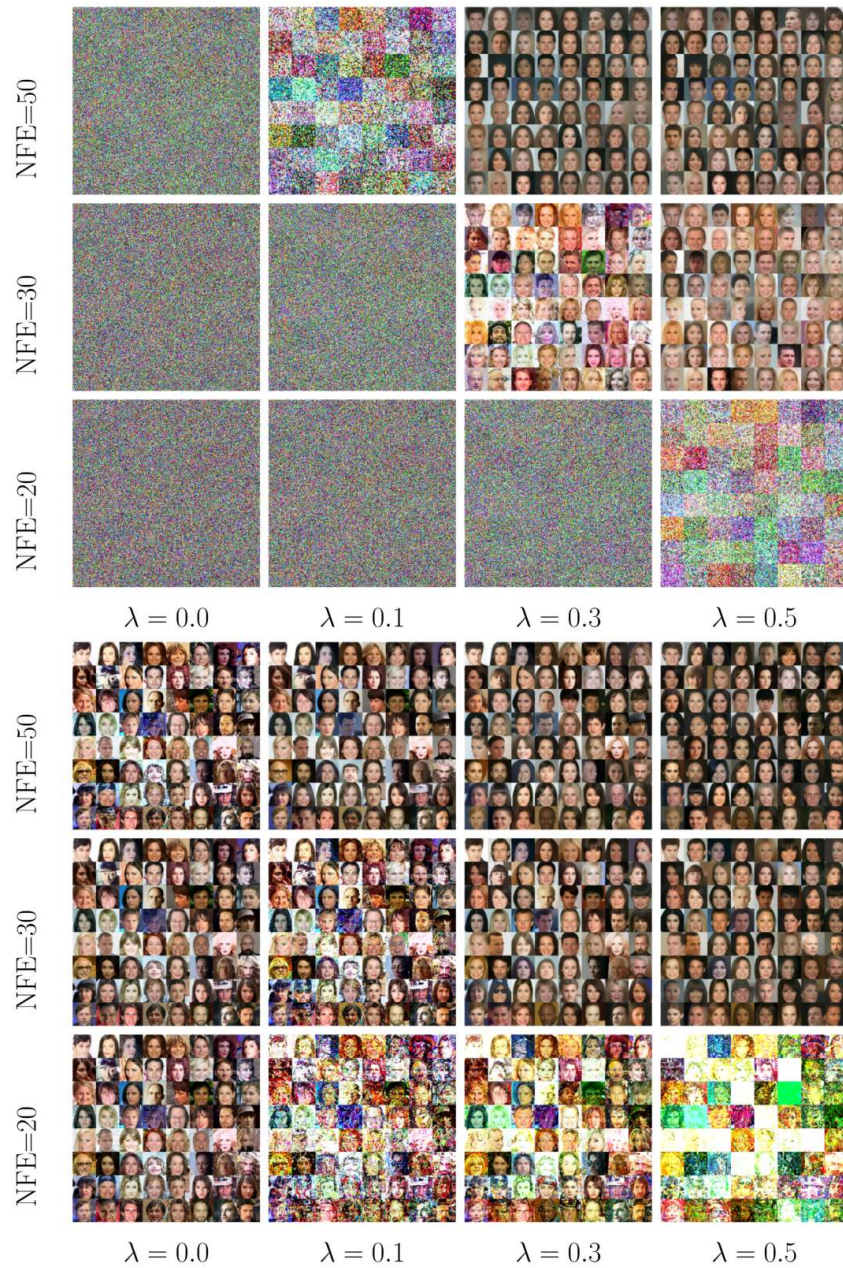 NFE=50
NFE=30
NFE=20
λ = 0.0 λ = 0.1 λ = 0.3 λ = 0.5
NFE=50
NFE=30
NFE=20
λ = 0.0 λ = 0.1 λ = 0.3 λ = 0.5